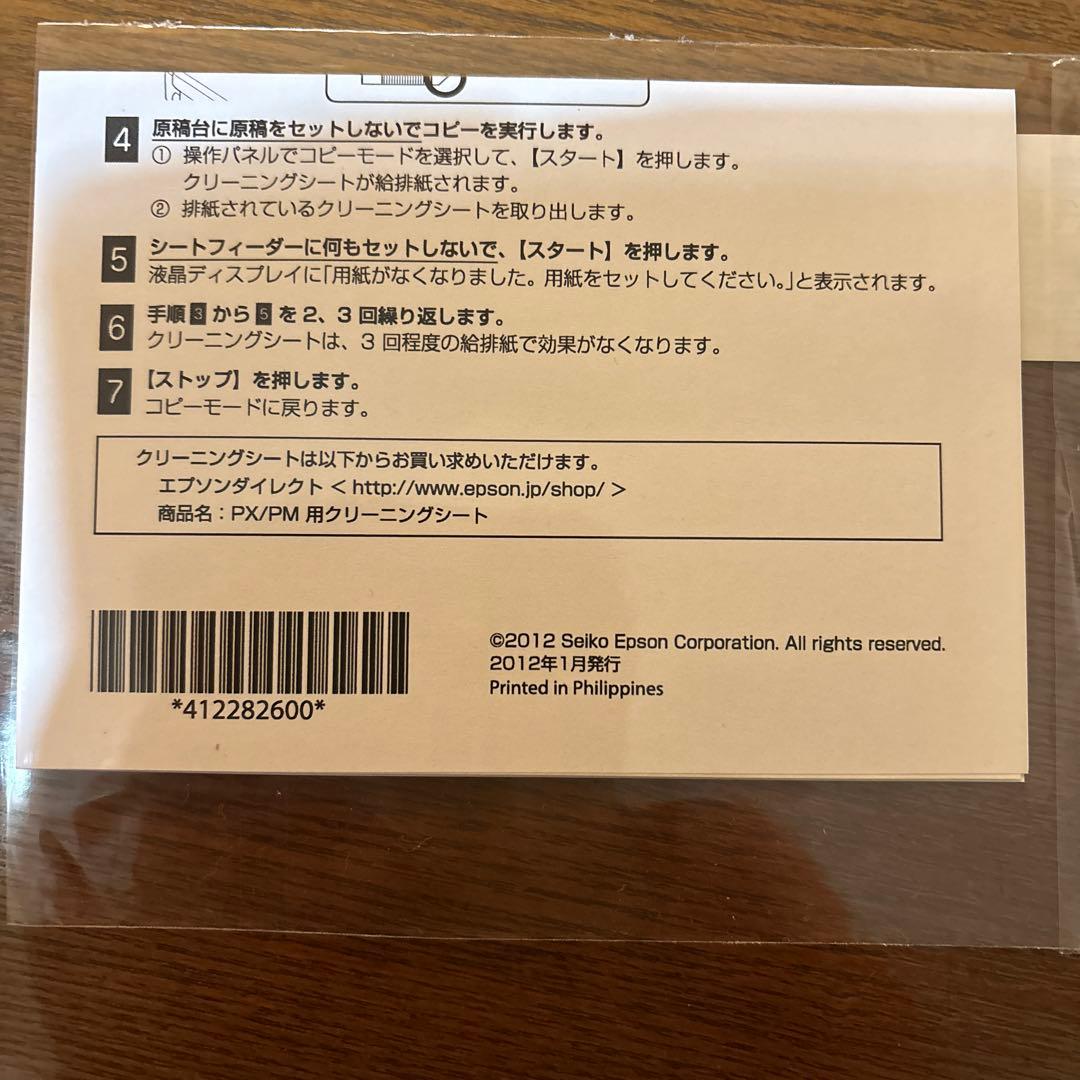 4 原稿台に原稿をセットしないでコピーを実行します。
① 操作パネルでコピーモードを選択して、【スタート】を押します。
クリーニングシートが給排紙されます。
② 排紙されているクリーニングシートを取り出します。
5 シートフィーダーに何もセットしないで、【スタート】を押します。
液晶ディスプレイに「用紙がなくなりました。用紙をセットしてください。」と表示されます。
6 手順 3 から 5 を 2、3 回繰り返します。
クリーニングシートは、3 回程度の給排紙で効果がなくなります。
7 【ストップ】を押します。
コピーモードに戻ります。
クリーニングシートは以下からお買い求めいただけます。
エプソンダイレクト < http://www.epson.jp/shop/ >
商品名：PX/PM 用クリーニングシート
*412282600*
©2012 Seiko Epson Corporation. All rights reserved.
2012年1月発行
Printed in Philippines